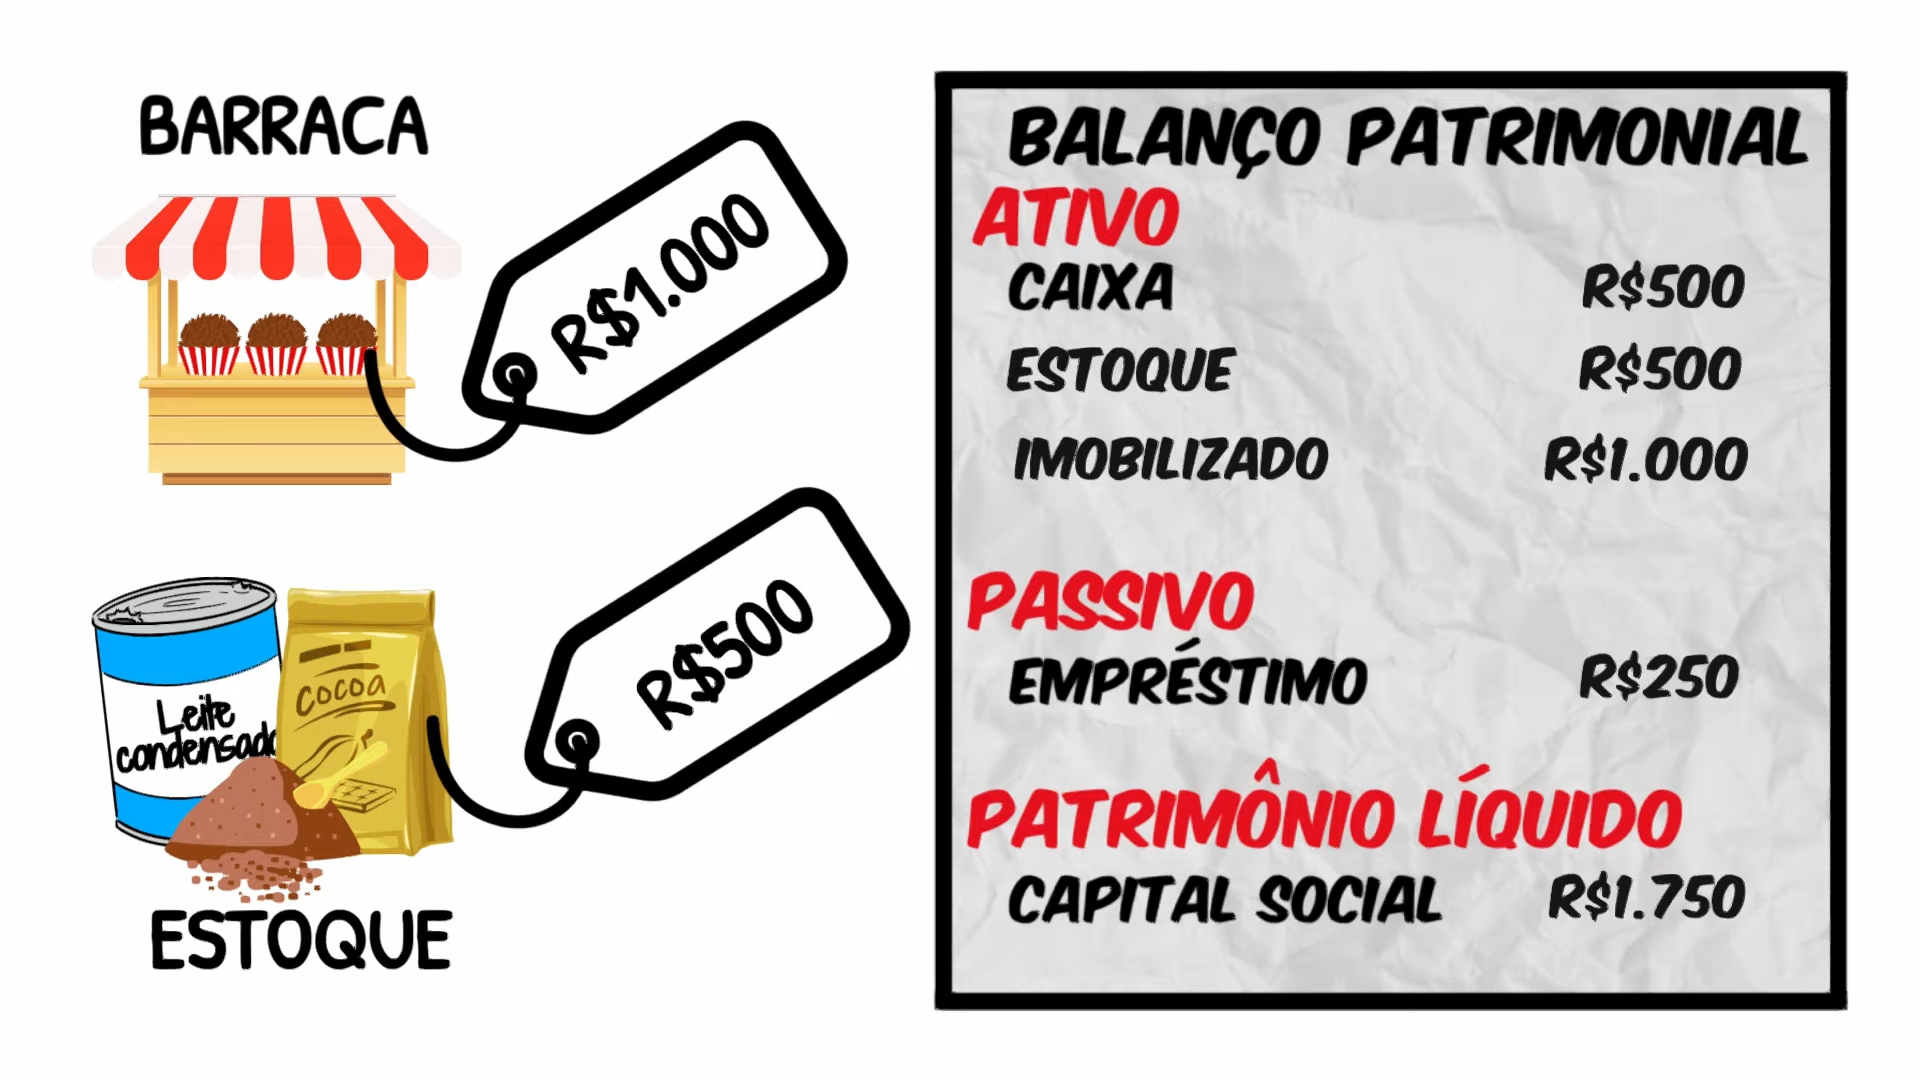 BARRACA
R$1.000
Leite
condensado
cocoa
R$500
ESTOQUE
BALANÇO PATRIMONIAL
ATIVO
CAIXA R$500
ESTOQUE R$500
IMOBILIZADO R$1.000
PASSIVO
EMPRÉSTIMO R$250
PATRIMÔNIO LÍQUIDO
CAPITAL SOCIAL R$1.750